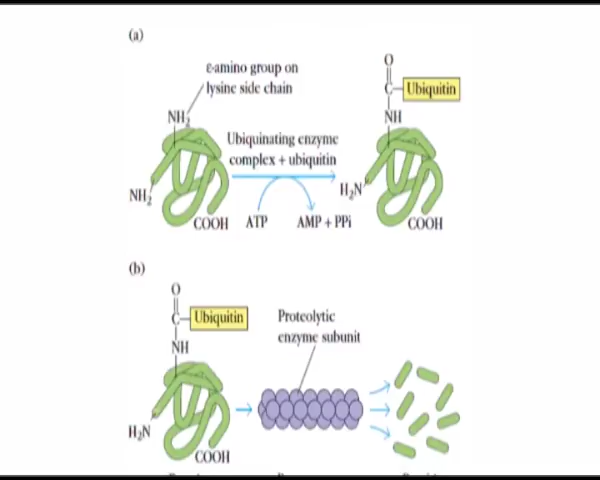 (a)
ε-amino group on
lysine side chain
NH₂
NH₂
COOH
Ubiquinating enzyme
complex + ubiquitin
ATP
AMP + PPi
O
C
Ubiquitin
NH
H₂N
COOH
(b)
O
C
Ubiquitin
NH
H₂N
COOH
Proteolytic
enzyme subunit